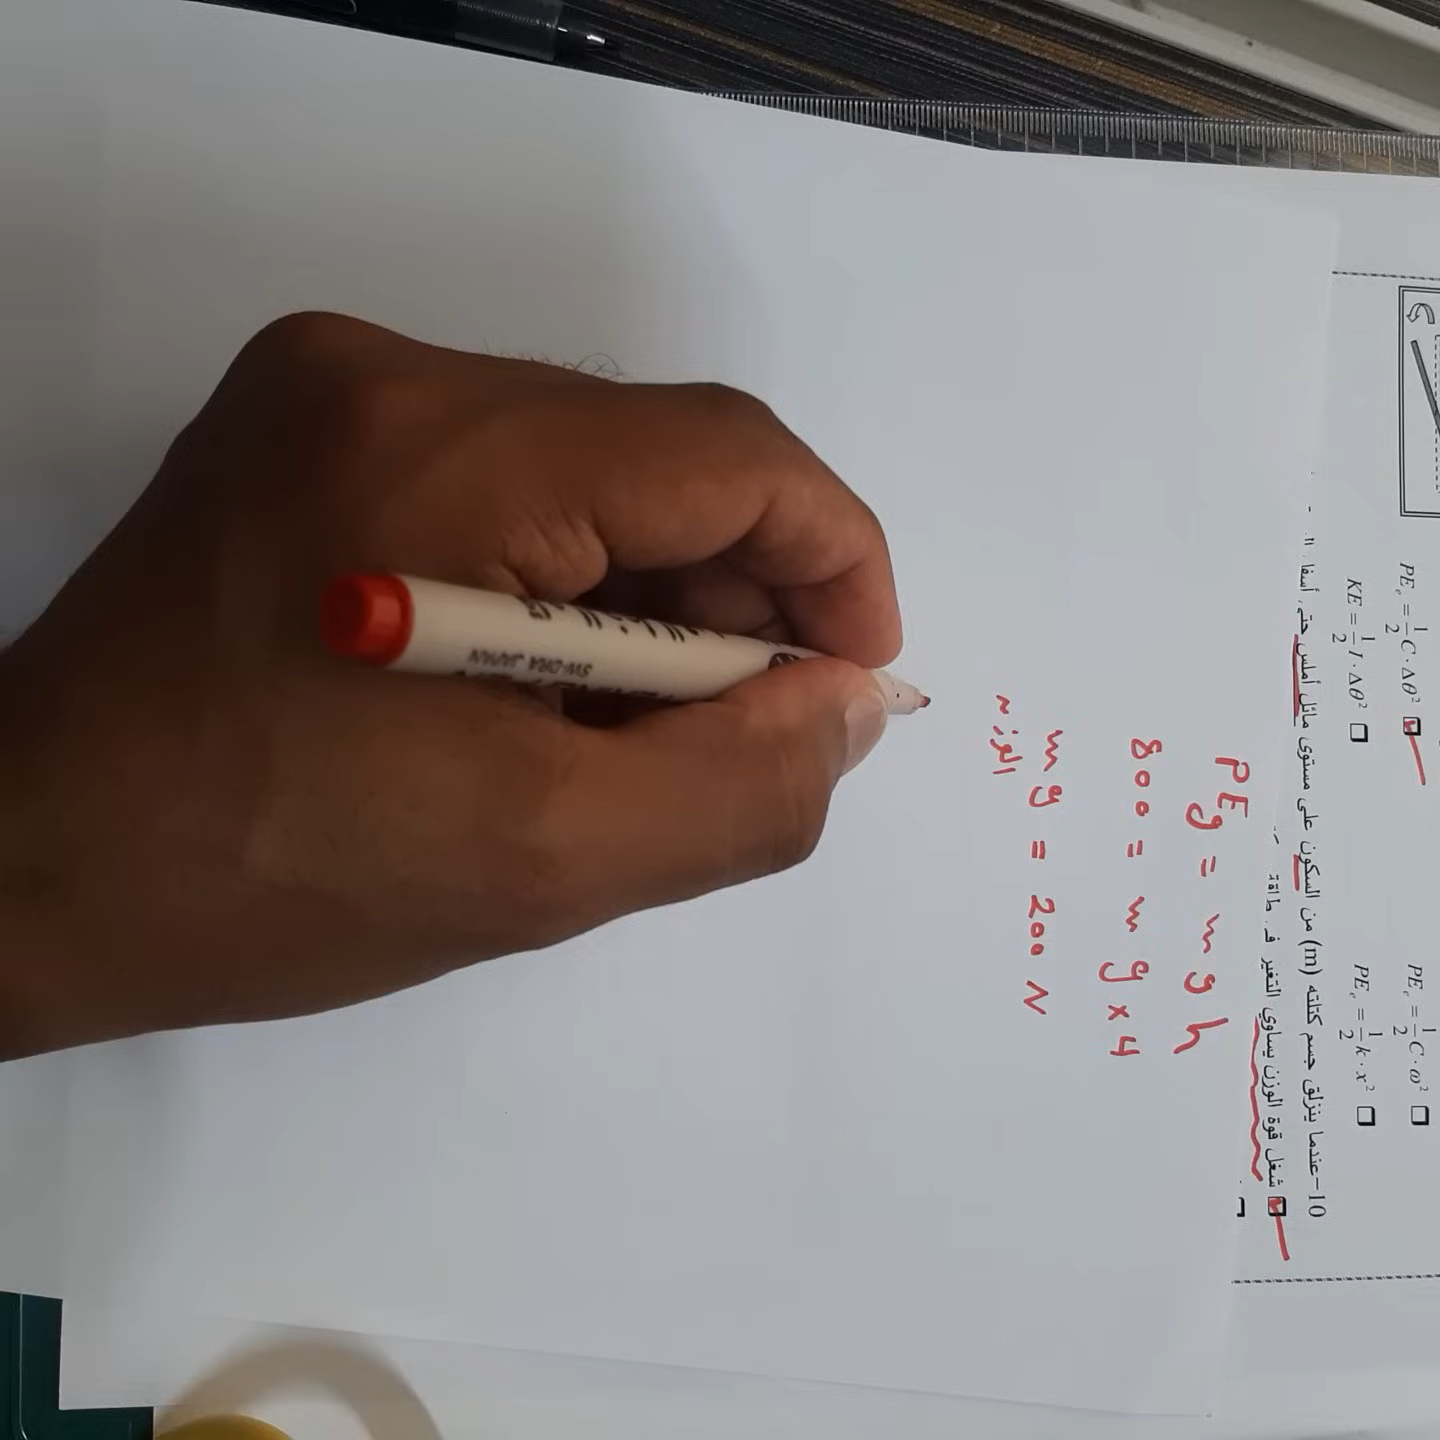 PEₑ = 1/2 C · Δθ² ☑ PEₑ = 1/2 C · ω² ☐
KE = 1/2 I · Δθ² ☐ PEₑ = 1/2 k · x² ☐
10-عندما ينزلق جسم كتلته (m) من السكون على مستوى مائل أملس حتى أسفل
☑ شغل قوة الوزن يساوي التغير في طاقة
PEg = mgh
800 = mg x 4
mg = 200 N
الوزن
SW-DRA JAPAN